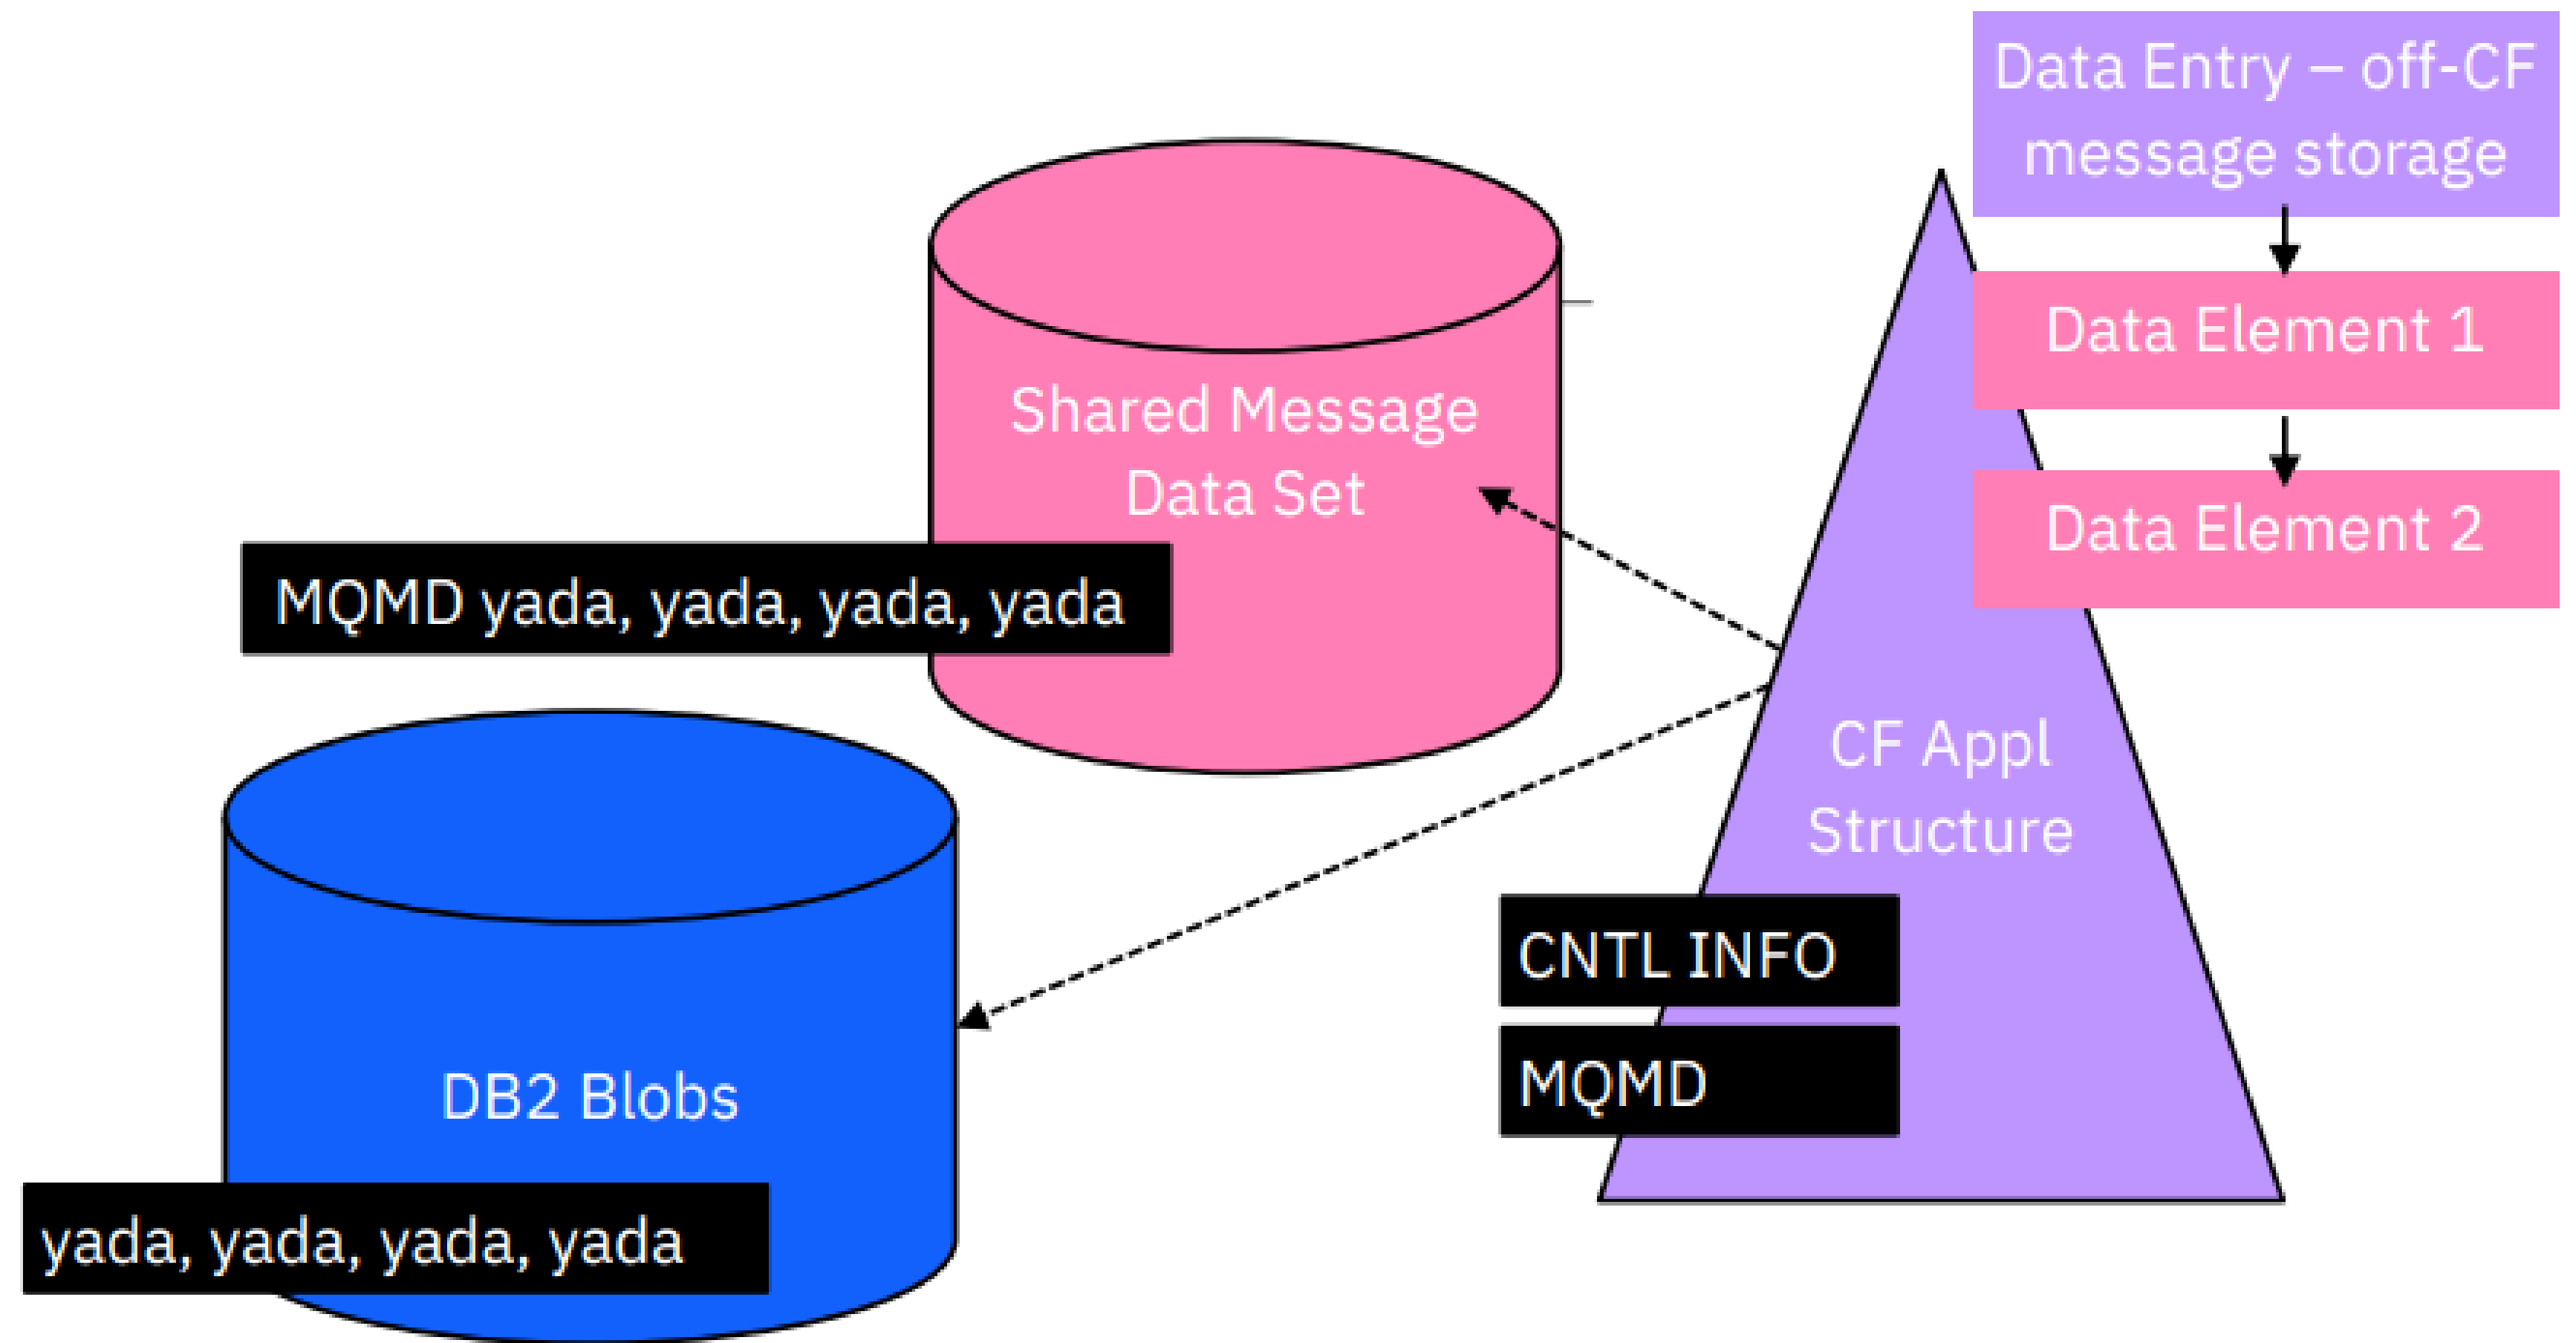 Data Entry – off-CF
message storage
Data Element 1
Data Element 2
Shared Message
Data Set
MQMD yada, yada, yada, yada
CF Appl
Structure
CNTL INFO
MQMD
DB2 Blobs
yada, yada, yada, yada